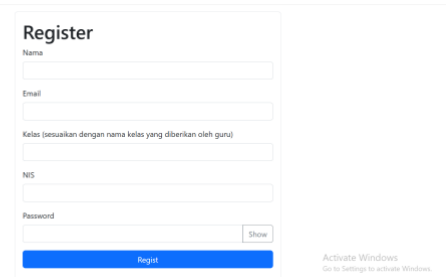 Register
Nama
Email
Kelas (sesuaikan dengan nama kelas yang diberikan oleh guru)
NIS
Password
Show
Regist
Activate Windows
Go to Settings to activate Windows.